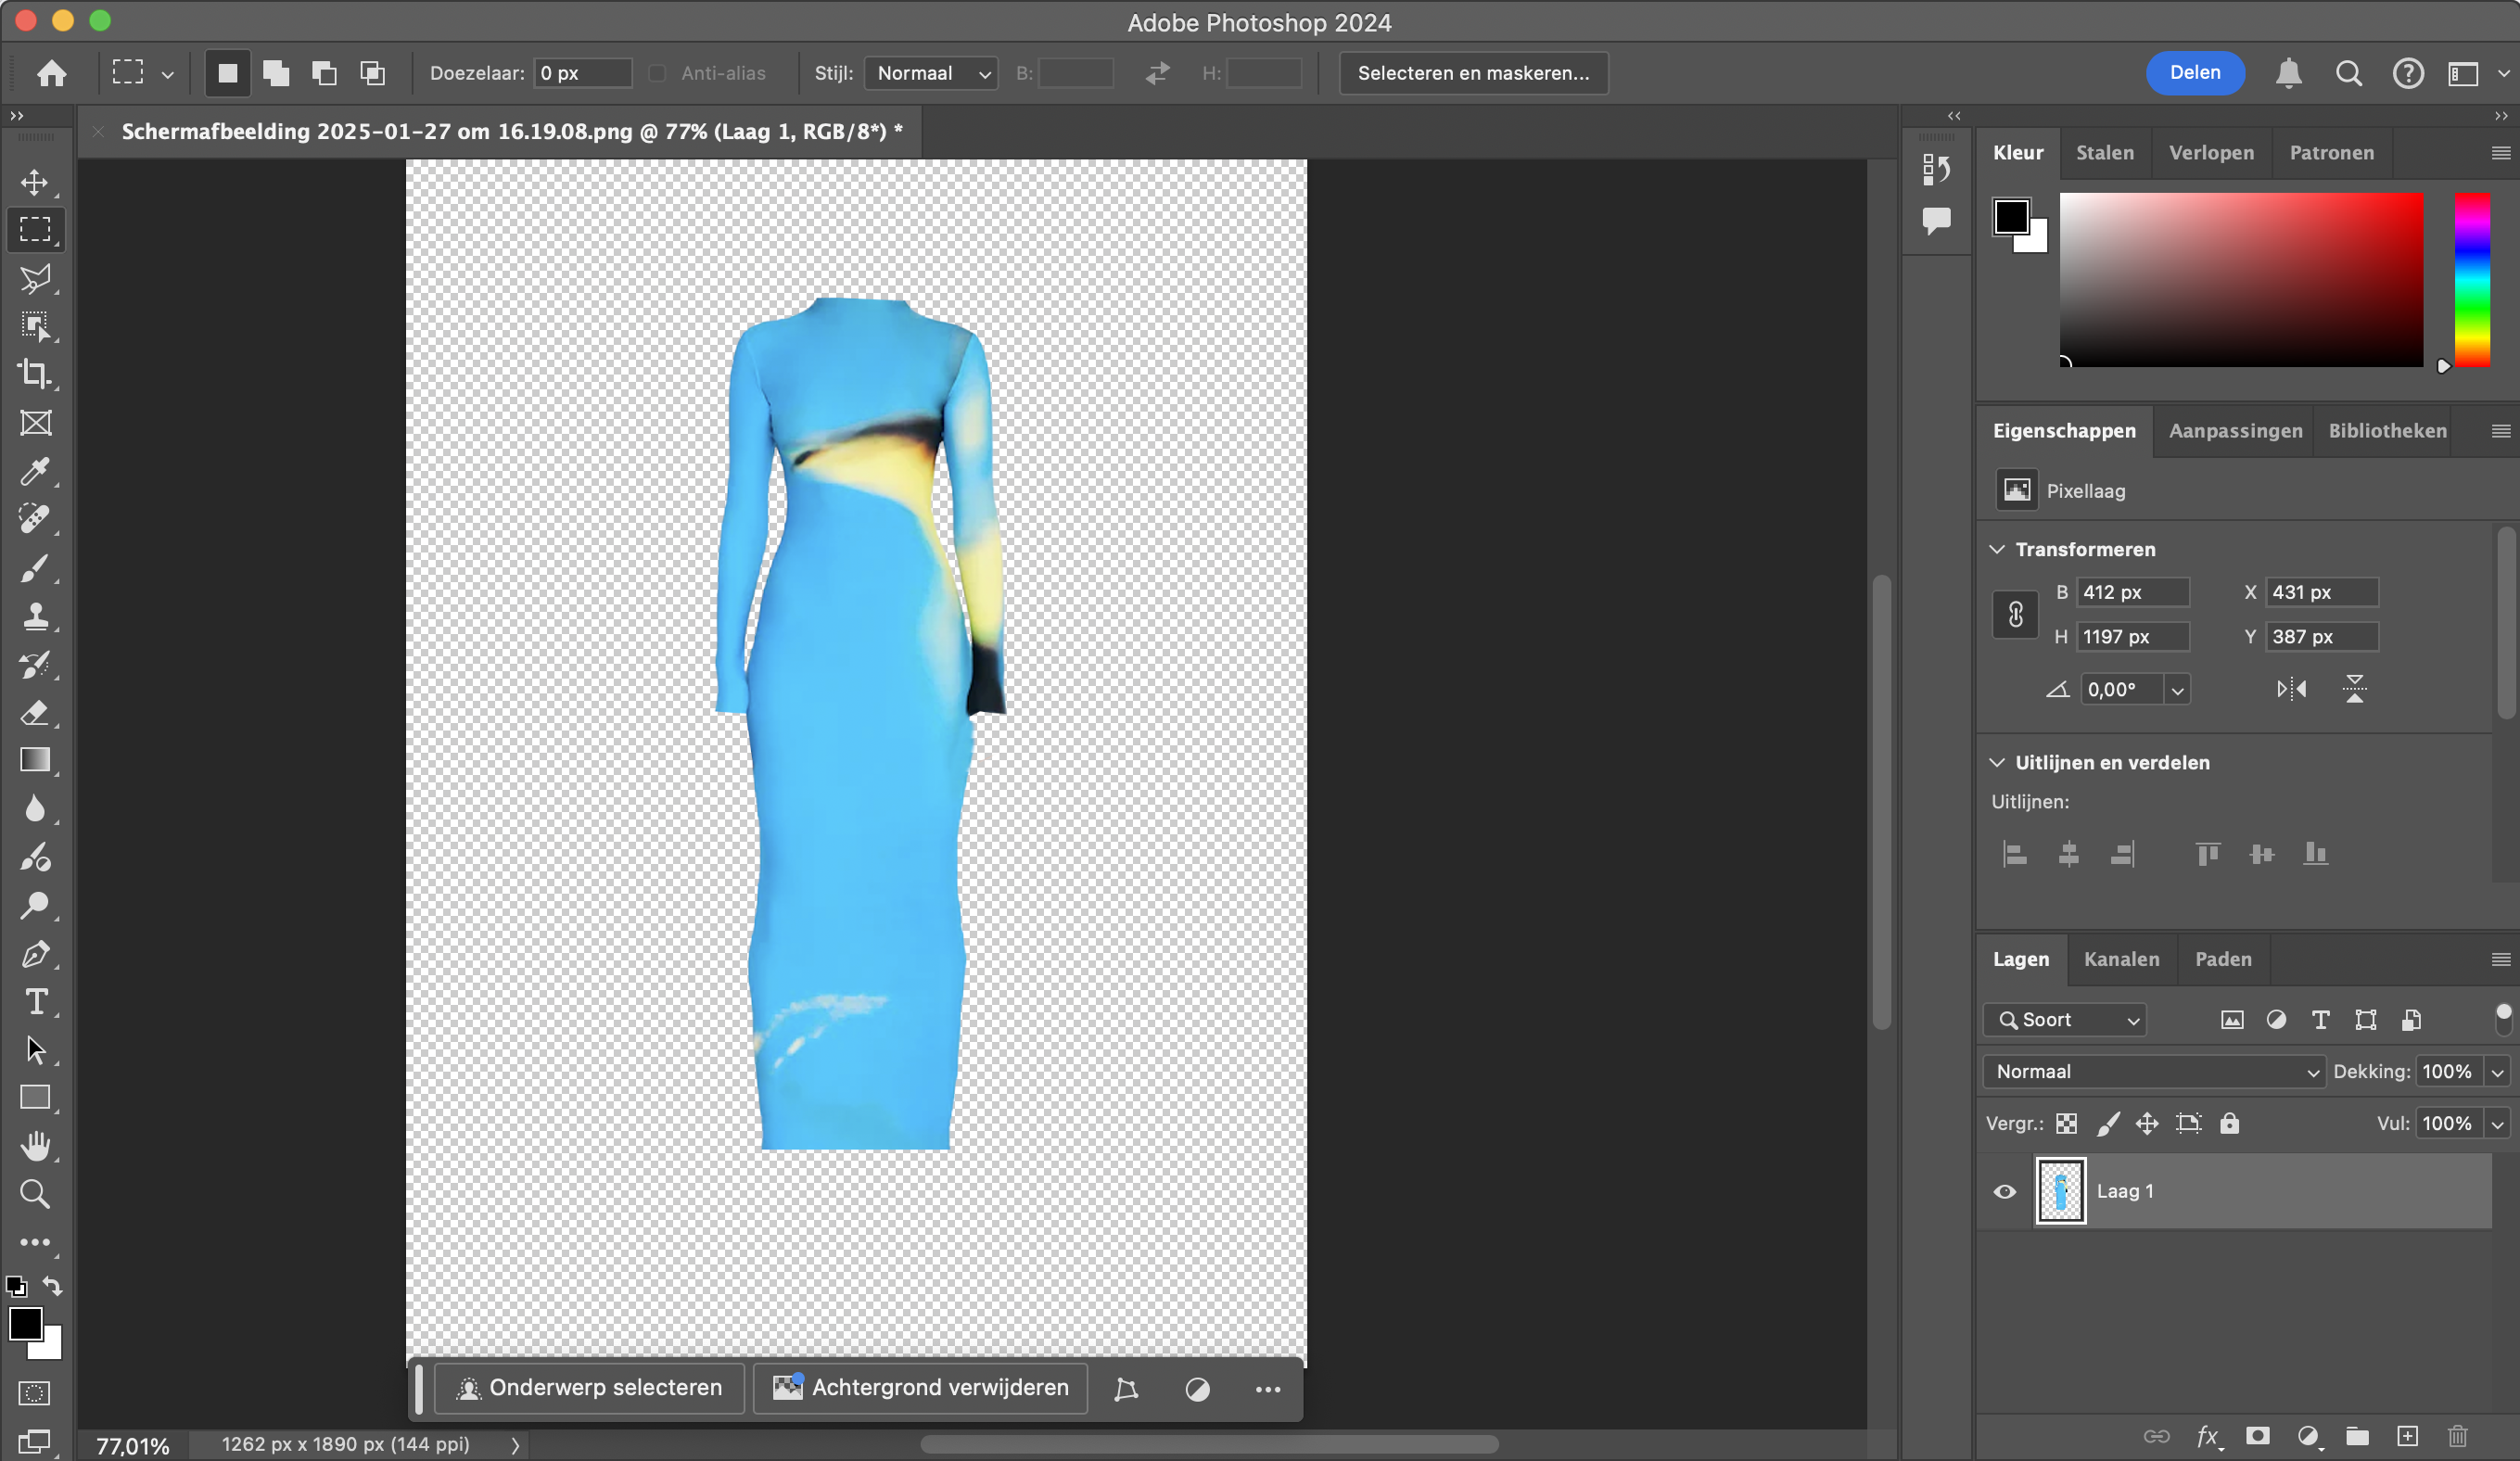 Adobe Photoshop 2024
Doezelaar: 0 px Anti-alias Stijl: Normaal B: H: Selecteren en maskeren... Delen
Schermafbeelding 2025-01-27 om 16.19.08.png @ 77% (Laag 1, RGB/8*) *
Kleur Stalen Verlopen Patronen
Eigenschappen Aanpassingen Bibliotheken
Pixellaag
Transformeren
B 412 px X 431 px
H 1197 px Y 387 px
0,00°
Uitlijnen en verdelen
Uitlijnen:
Lagen Kanalen Paden
Soort
Normaal Dekking: 100%
Vergr.: Vul: 100%
Laag 1
Onderwerp selecteren Achtergrond verwijderen
77,01% 1262 px x 1890 px (144 ppi)
fx